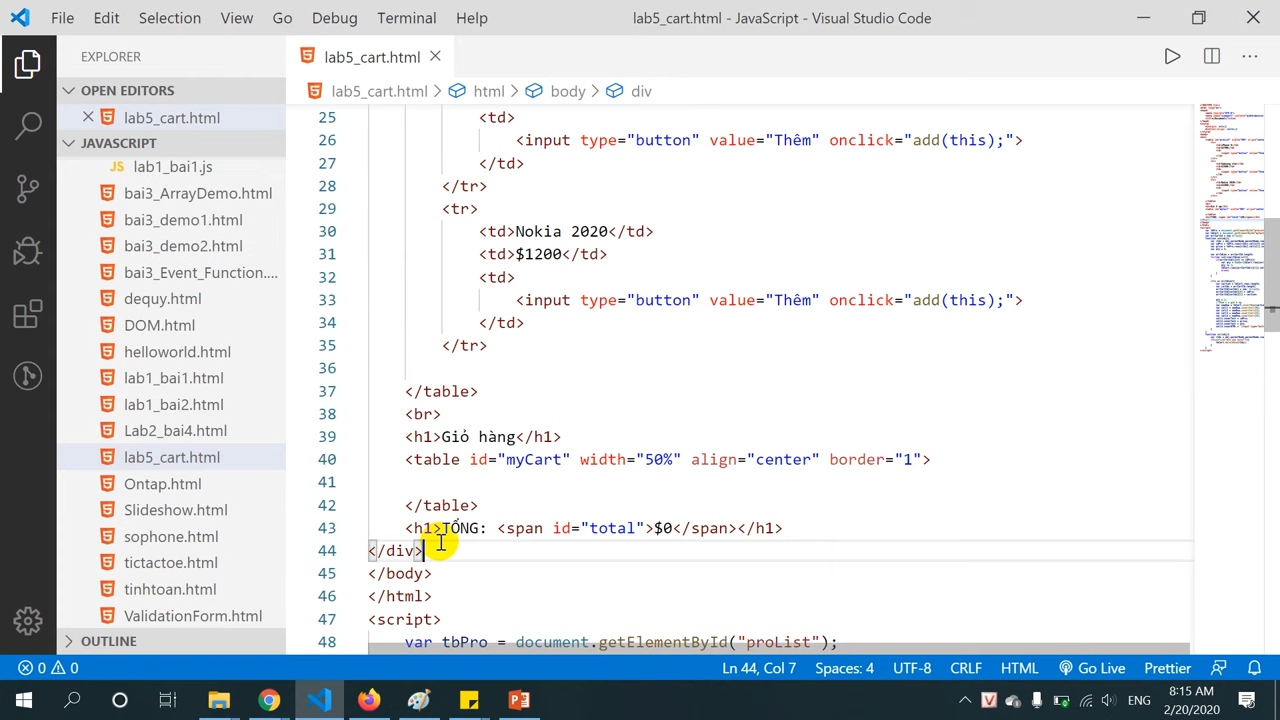 File Edit Selection View Go Debug Terminal Help lab5_cart.html - JavaScript - Visual Studio Code
EXPLORER
OPEN EDITORS
lab5_cart.html
JAVASCRIPT
JS lab1_bai1.js
bai3_ArrayDemo.html
bai3_demo1.html
bai3_demo2.html
bai3_Event_Function....
dequy.html
DOM.html
helloworld.html
lab1_bai1.html
lab1_bai2.html
Lab2_bai4.html
lab5_cart.html
Ontap.html
Slideshow.html
sophone.html
tictactoe.html
tinhtoan.html
ValidationForm.html
OUTLINE
lab5_cart.html
lab5_cart.html > html > body > div
25 <td>
26 <input type="button" value="Thêm" onclick="add(this);">
27 </td>
28 </tr>
29 <tr>
30 <td>Nokia 2020</td>
31 <td>$1200</td>
32 <td>
33 <input type="button" value="Thêm" onclick="add(this);">
34 </td>
35 </tr>
36
37 </table>
38 <br>
39 <h1>Giỏ hàng</h1>
40 <table id="myCart" width="50%" align="center" border="1">
41
42 </table>
43 <h1>TỔNG: <span id="total">$0</span></h1>
44 </div>
45 </body>
46 </html>
47 <script>
48 var tbPro = document.getElementById("proList");
0 0 Ln 44, Col 7 Spaces: 4 UTF-8 CRLF HTML Go Live Prettier
ENG 8:15 AM
2/20/2020